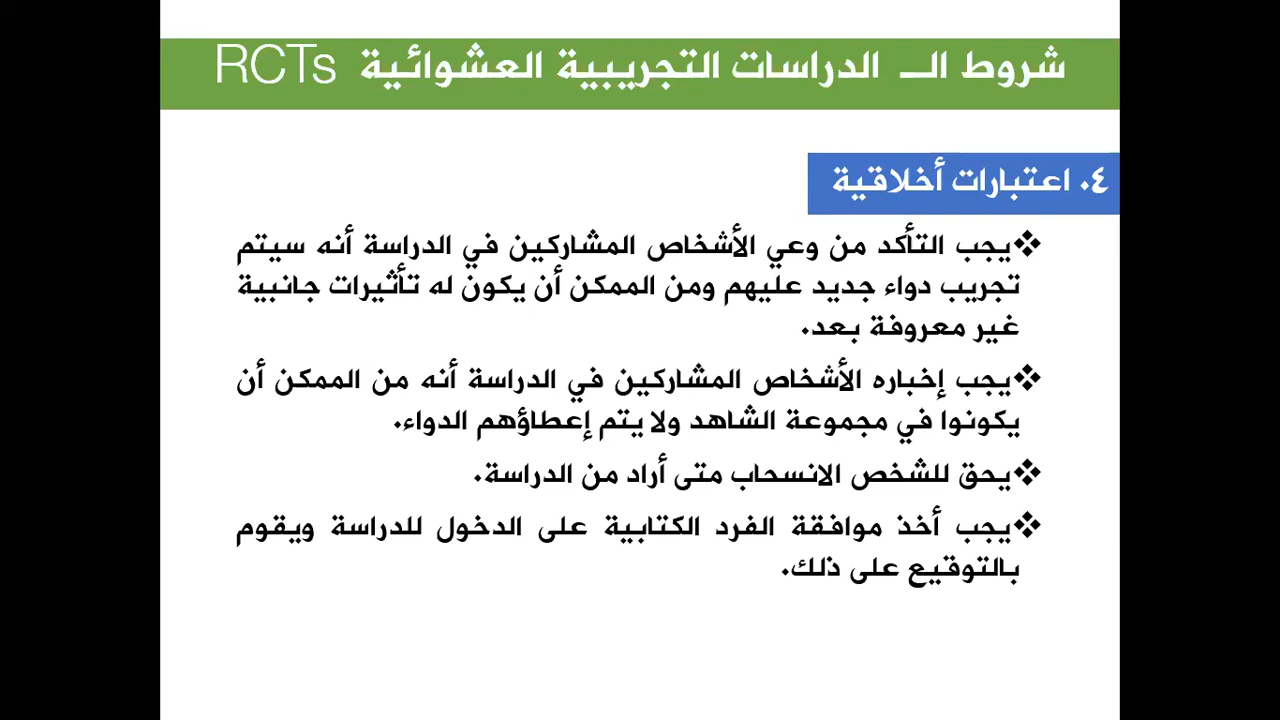 شروط الــ الدراسات التجريبية العشوائية RCTs
٤. اعتبارات أخلاقية
❖يجب التأكد من وعي الأشخاص المشاركين في الدراسة أنه سيتم
تجريب دواء جديد عليهم ومن الممكن أن يكون له تأثيرات جانبية
غير معروفة بعد.
❖يجب إخباره الأشخاص المشاركين في الدراسة أنه من الممكن أن
يكونوا في مجموعة الشاهد ولا يتم إعطاؤهم الدواء.
❖يحق للشخص الانسحاب متى أراد من الدراسة.
❖يجب أخذ موافقة الفرد الكتابية على الدخول للدراسة ويقوم
بالتوقيع على ذلك.